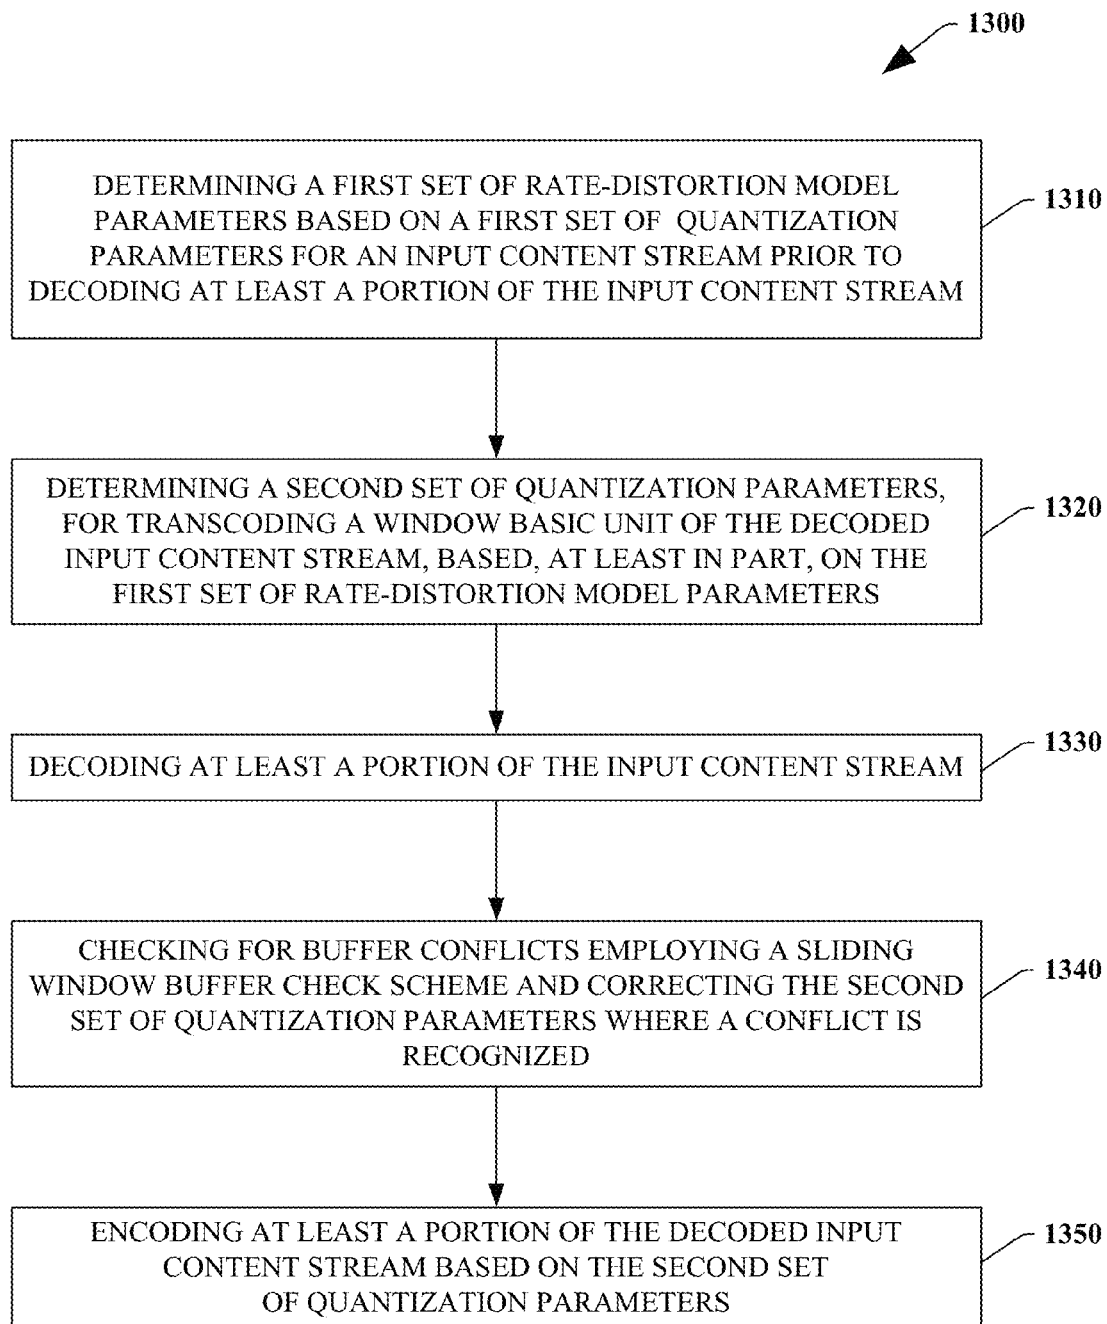 1300
DETERMINING A FIRST SET OF RATE-DISTORTION MODEL
PARAMETERS BASED ON A FIRST SET OF QUANTIZATION
PARAMETERS FOR AN INPUT CONTENT STREAM PRIOR TO
DECODING AT LEAST A PORTION OF THE INPUT CONTENT STREAM
1310
DETERMINING A SECOND SET OF QUANTIZATION PARAMETERS,
FOR TRANSCODING A WINDOW BASIC UNIT OF THE DECODED
INPUT CONTENT STREAM, BASED, AT LEAST IN PART, ON THE
FIRST SET OF RATE-DISTORTION MODEL PARAMETERS
1320
DECODING AT LEAST A PORTION OF THE INPUT CONTENT STREAM
1330
CHECKING FOR BUFFER CONFLICTS EMPLOYING A SLIDING
WINDOW BUFFER CHECK SCHEME AND CORRECTING THE SECOND
SET OF QUANTIZATION PARAMETERS WHERE A CONFLICT IS
RECOGNIZED
1340
ENCODING AT LEAST A PORTION OF THE DECODED INPUT
CONTENT STREAM BASED ON THE SECOND SET
OF QUANTIZATION PARAMETERS
1350